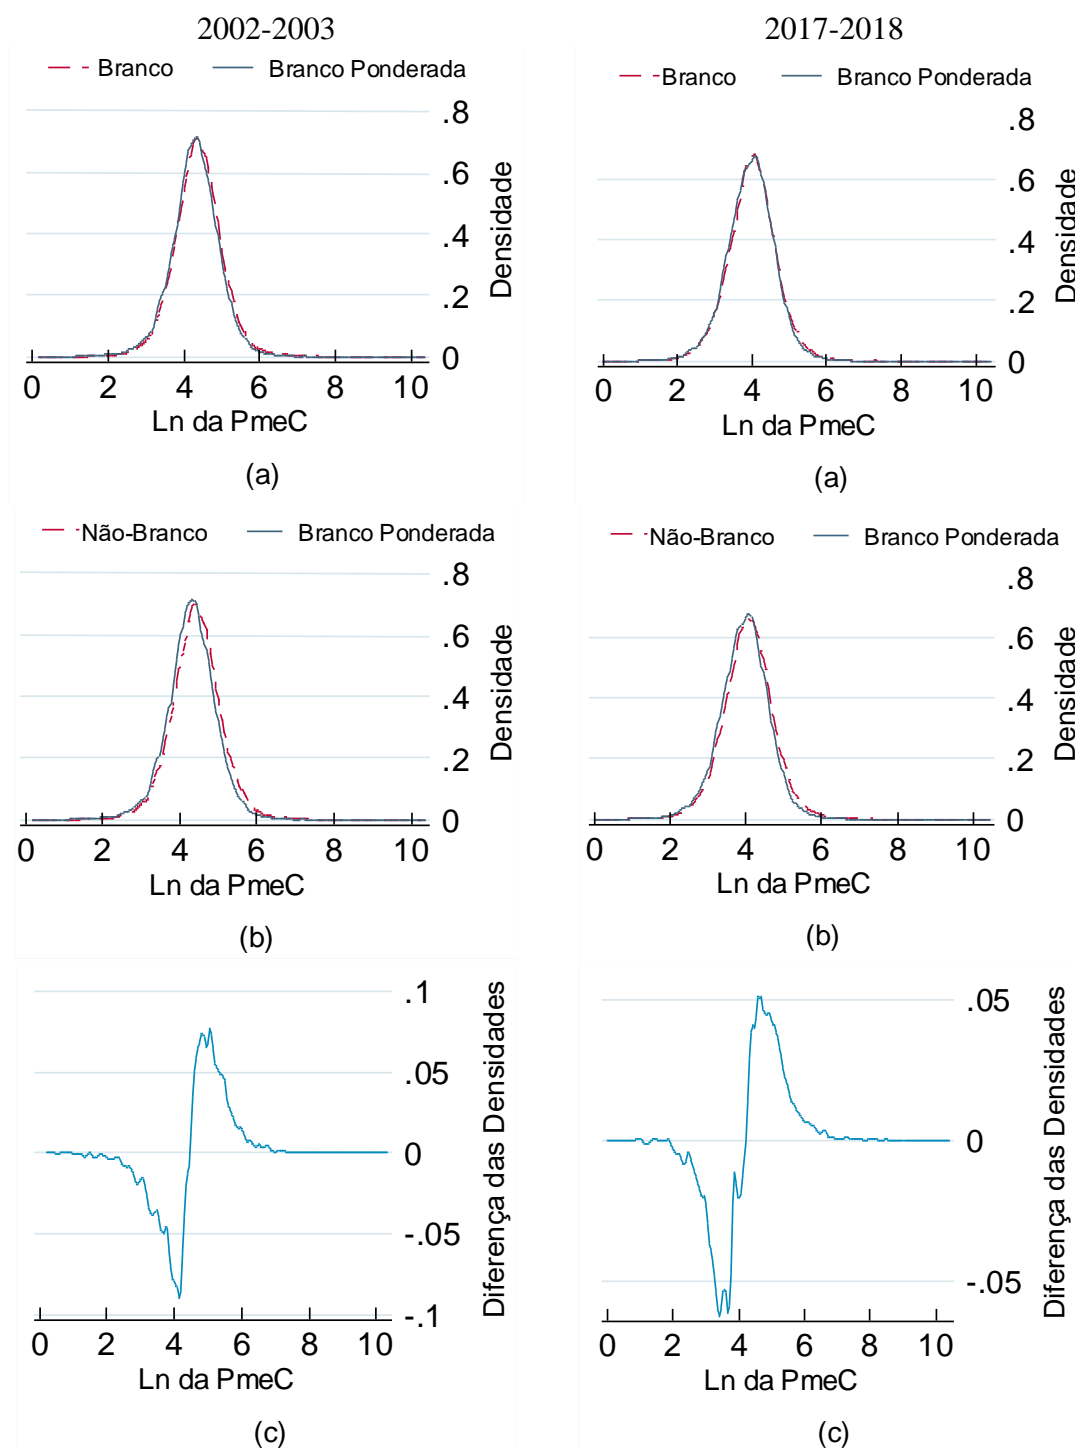 2002-2003
Branco
Branco Ponderada
.8
.6
.4
.2
0
Densidade
0 2 4 6 8 10
Ln da PmeC
(a)
2017-2018
Branco
Branco Ponderada
.8
.6
.4
.2
0
Densidade
0 2 4 6 8 10
Ln da PmeC
(a)
Não-Branco
Branco Ponderada
.8
.6
.4
.2
0
Densidade
0 2 4 6 8 10
Ln da PmeC
(b)
Não-Branco
Branco Ponderada
.8
.6
.4
.2
0
Densidade
0 2 4 6 8 10
Ln da PmeC
(b)
.1
.05
0
-.05
-.1
Diferença das Densidades
0 2 4 6 8 10
Ln da PmeC
(c)
.05
0
-.05
Diferença das Densidades
0 2 4 6 8 10
Ln da PmeC
(c)